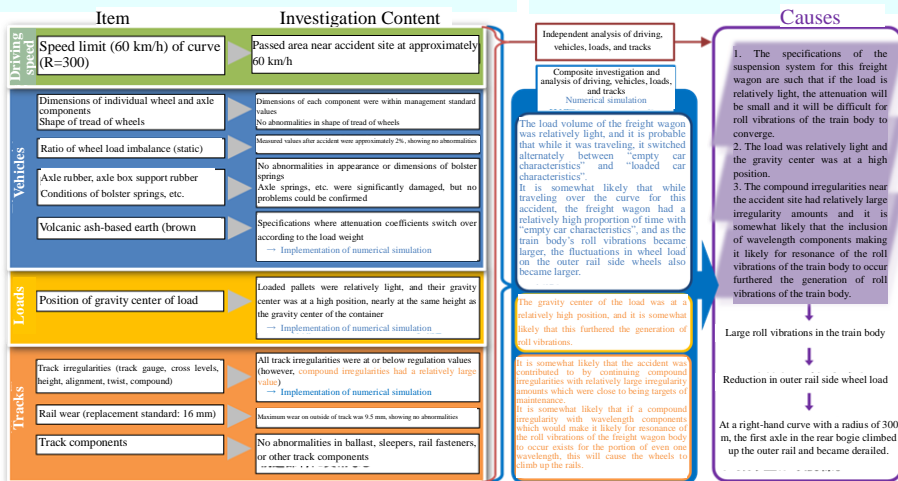 Item
Investigation Content
Causes
Driving
speed
Speed limit (60 km/h) of curve
(R=300)
Passed area near accident site at approximately
60 km/h
Vehicles
Dimensions of individual wheel and axle
components
Shape of tread of wheels
Dimensions of each component were within management standard
values
No abnormalities in shape of tread of wheels
Ratio of wheel load imbalance (static)
Measured values after accident were approximately 2%, showing no abnormalities
Axle rubber, axle box support rubber
Conditions of bolster springs, etc.
No abnormalities in appearance or dimensions of bolster
springs
Axle springs, etc. were significantly damaged, but no
problems could be confirmed
Volcanic ash-based earth (brown
Specifications where attenuation coefficients switch over
according to the load weight
→ Implementation of numerical simulation
Loads
Position of gravity center of load
Loaded pallets were relatively light, and their gravity
center was at a high position, nearly at the same height as
the gravity center of the container
→ Implementation of numerical simulation
Tracks
Track irregularities (track gauge, cross levels,
height, alignment, twist, compound)
All track irregularities were at or below regulation values
(however, compound irregularities had a relatively large
value)
→ Implementation of numerical simulation
Rail wear (replacement standard: 16 mm)
Maximum wear on outside of track was 9.5 mm, showing no abnormalities
Track components
No abnormalities in ballast, sleepers, rail fasteners,
or other track components
Independent analysis of driving,
vehicles, loads, and tracks
Composite investigation and
analysis of driving, vehicles, loads,
and tracks
Numerical simulation
The load volume of the freight wagon
was relatively light, and it is probable
that while it was traveling, it switched
alternately between “empty car
characteristics” and “loaded car
characteristics”.
It is somewhat likely that while
traveling over the curve for this
accident, the freight wagon had a
relatively high proportion of time with
“empty car characteristics”, and as the
train body’s roll vibrations became
larger, the fluctuations in wheel load
on the outer rail side wheels also
became larger.
The gravity center of the load was at a
relatively high position, and it is somewhat
likely that this furthered the generation of
roll vibrations.
It is somewhat likely that the accident was
contributed to by continuing compound
irregularities with relatively large irregularity
amounts which were close to being targets of
maintenance.
It is somewhat likely that if a compound
irregularity with wavelength components
which would make it likely for resonance of
the roll vibrations of the freight wagon body
to occur exists for the portion of even one
wavelength, this will cause the wheels to
climb up the rails.
1. The specifications of the
suspension system for this freight
wagon are such that if the load is
relatively light, the attenuation
will be small and it will be difficult for
roll vibrations of the train body to
converge.
2. The load was relatively light and
the gravity center was at a high
position.
3. The compound irregularities near
the accident site had relatively large
irregularity amounts and it is
somewhat likely that the inclusion of
wavelength components making
it likely for resonance of the roll
vibrations of the train body to occur
furthered the generation of roll
vibrations of the train body.
Large roll vibrations in the train body
Reduction in outer rail side wheel load
At a right-hand curve with a radius of 300
m, the first axle in the rear bogie climbed
up the outer rail and became derailed.